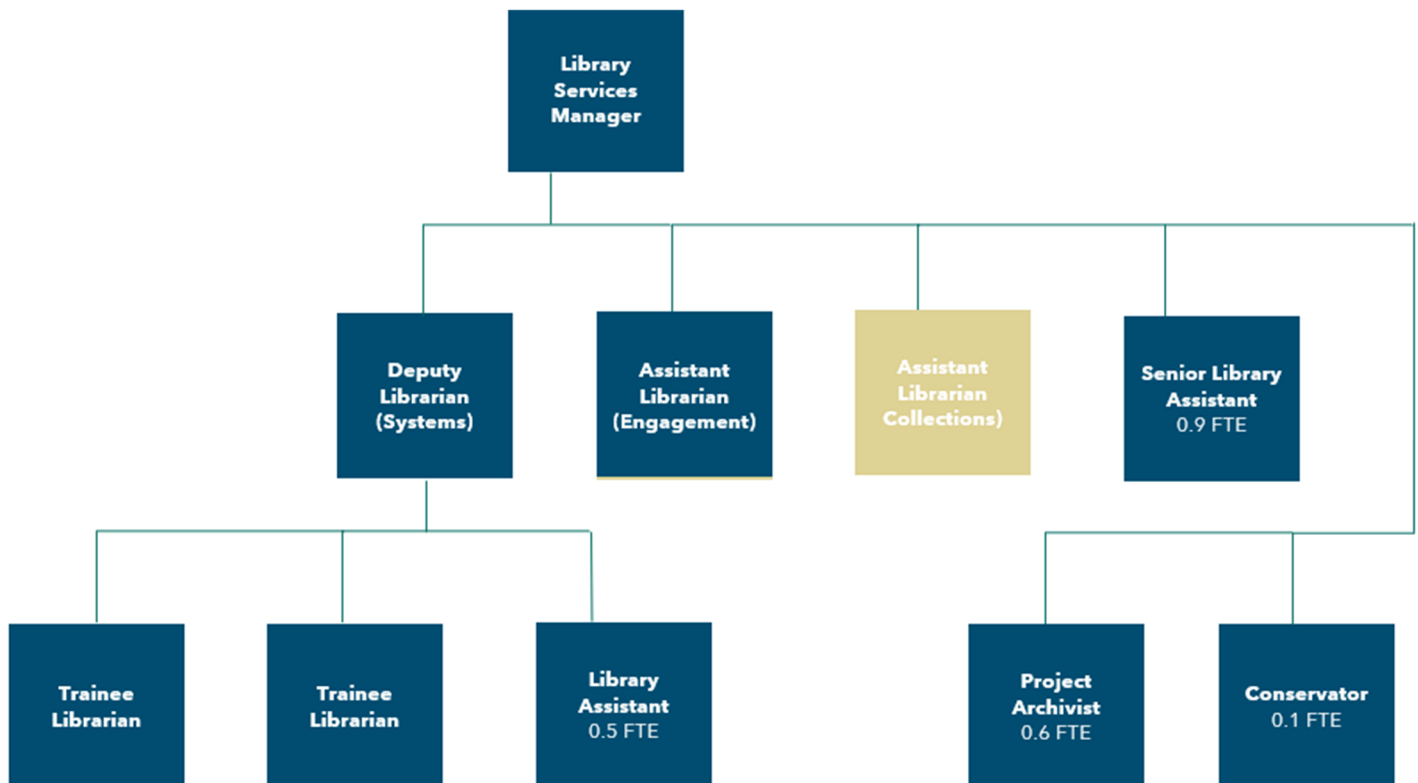 Library
Services
Manager
Deputy
Librarian
(Systems)
Assistant
Librarian
(Engagement)
Assistant
Librarian
Collections)
Senior Library
Assistant
0.9 FTE
Trainee
Librarian
Trainee
Librarian
Library
Assistant
0.5 FTE
Project
Archivist
0.6 FTE
Conservator
0.1 FTE